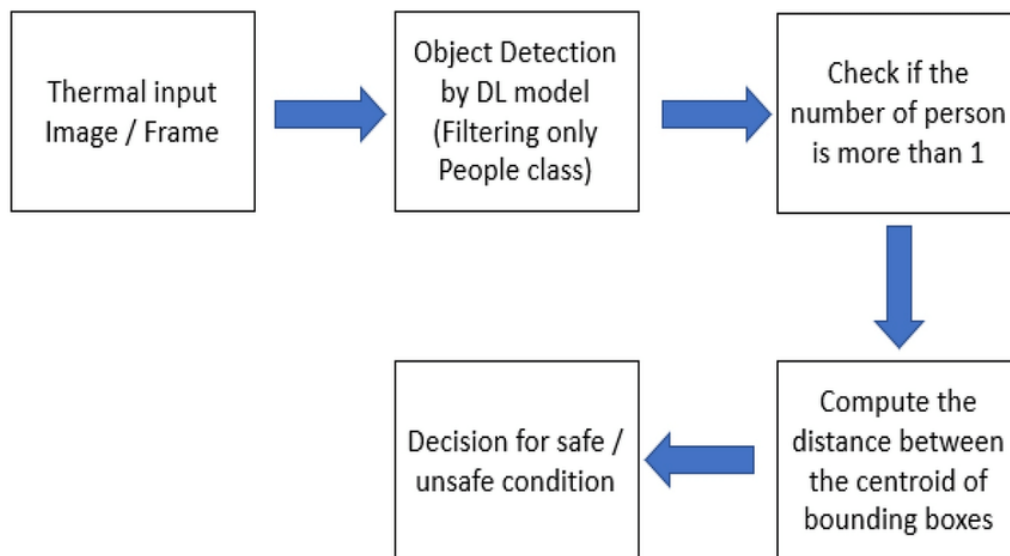 Thermal input
Image / Frame
Object Detection
by DL model
(Filtering only
People class)
Check if the
number of person
is more than 1
Compute the
distance between
the centroid of
bounding boxes
Decision for safe /
unsafe condition